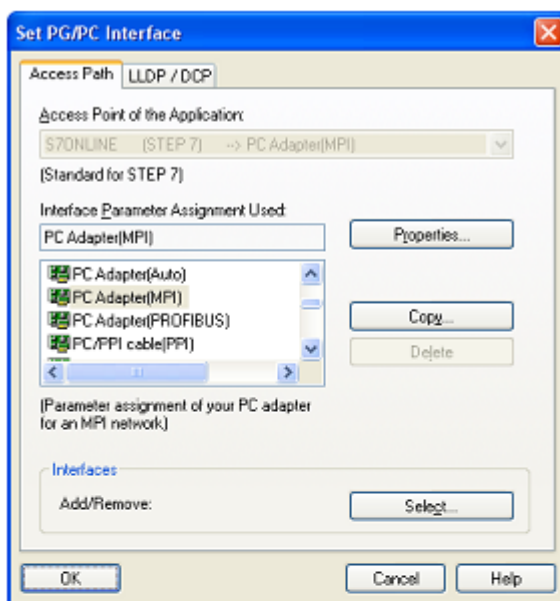 Set PG/PC Interface
Access Path
LLDP / DCP
Access Point of the Application:
S7ONLINE (STEP 7) --> PC Adapter(MPI)
(Standard for STEP 7)
Interface Parameter Assignment Used:
PC Adapter(MPI)
Properties...
PC Adapter(Auto)
PC Adapter(MPI)
PC Adapter(PROFIBUS)
PC/PPI cable(PPI)
Copy...
Delete
(Parameter assignment of your PC adapter
for an MPI network)
Interfaces
Add/Remove:
Select...
OK
Cancel
Help